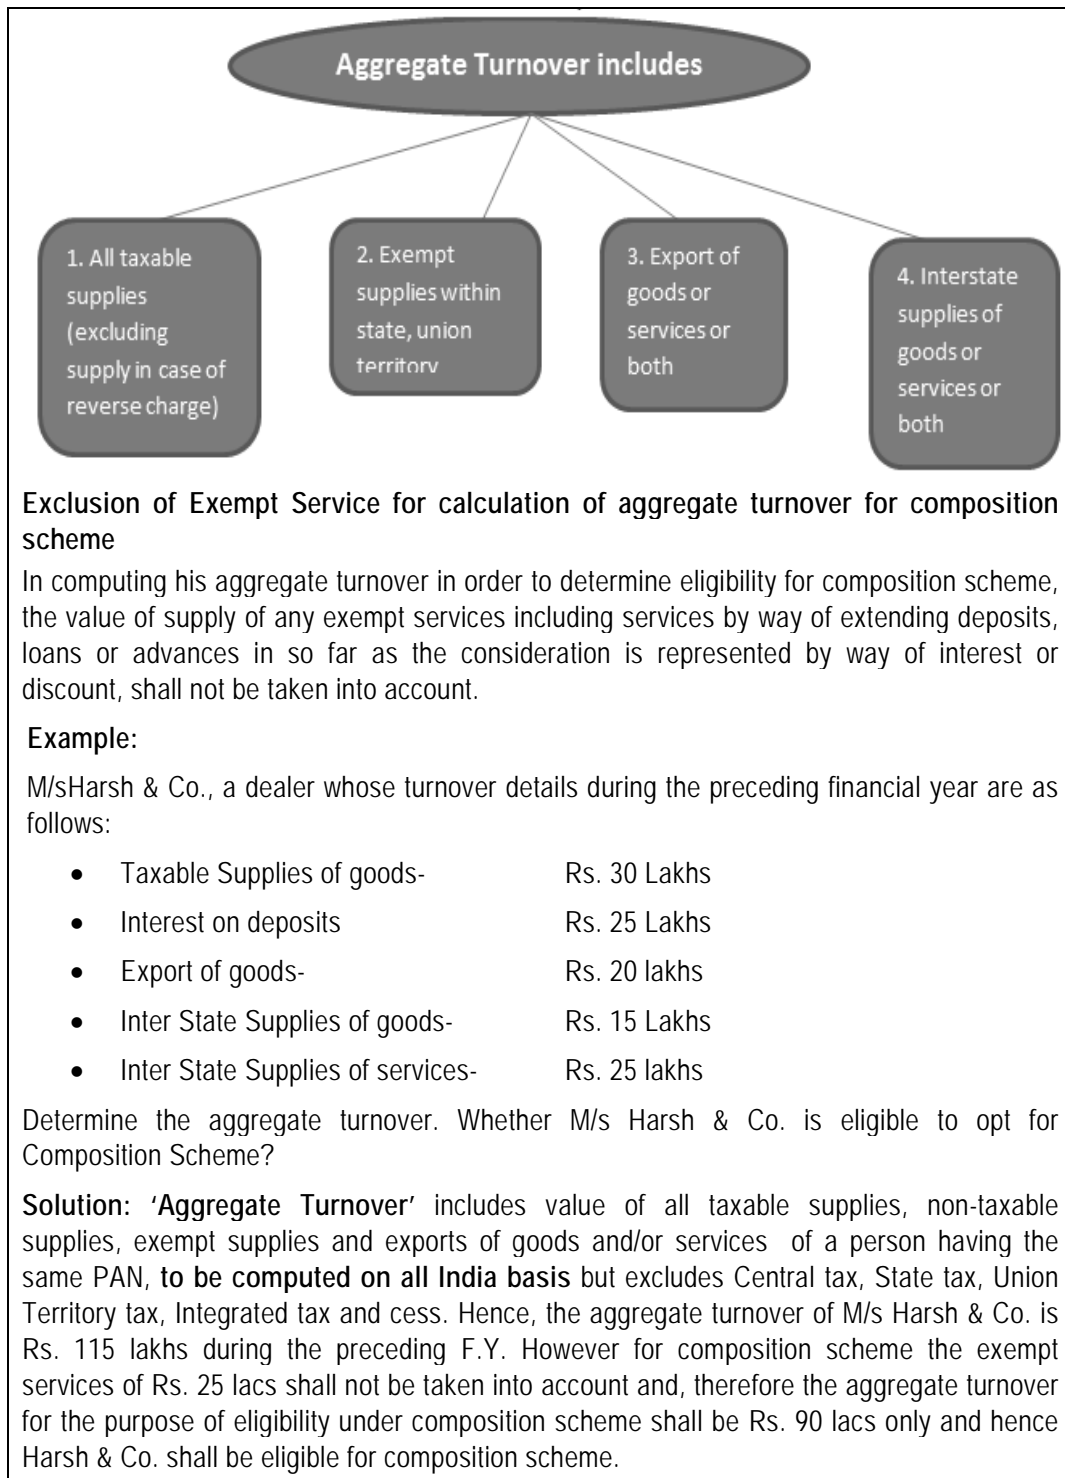 Aggregate Turnover includes
1. All taxable
supplies
(excluding
supply in case of
reverse charge)
2. Exempt
supplies within
state, union
territory
3. Export of
goods or
services or
both
4. Interstate
supplies of
goods or
services or
both
Exclusion of Exempt Service for calculation of aggregate turnover for composition
scheme
In computing his aggregate turnover in order to determine eligibility for composition scheme,
the value of supply of any exempt services including services by way of extending deposits,
loans or advances in so far as the consideration is represented by way of interest or
discount, shall not be taken into account.
Example:
M/sHarsh & Co., a dealer whose turnover details during the preceding financial year are as
follows:
• Taxable Supplies of goods- Rs. 30 Lakhs
• Interest on deposits Rs. 25 Lakhs
• Export of goods- Rs. 20 lakhs
• Inter State Supplies of goods- Rs. 15 Lakhs
• Inter State Supplies of services- Rs. 25 lakhs
Determine the aggregate turnover. Whether M/s Harsh & Co. is eligible to opt for
Composition Scheme?
Solution: ‘Aggregate Turnover’ includes value of all taxable supplies, non-taxable
supplies, exempt supplies and exports of goods and/or services of a person having the
same PAN, to be computed on all India basis but excludes Central tax, State tax, Union
Territory tax, Integrated tax and cess. Hence, the aggregate turnover of M/s Harsh & Co. is
Rs. 115 lakhs during the preceding F.Y. However for composition scheme the exempt
services of Rs. 25 lacs shall not be taken into account and, therefore the aggregate turnover
for the purpose of eligibility under composition scheme shall be Rs. 90 lacs only and hence
Harsh & Co. shall be eligible for composition scheme.